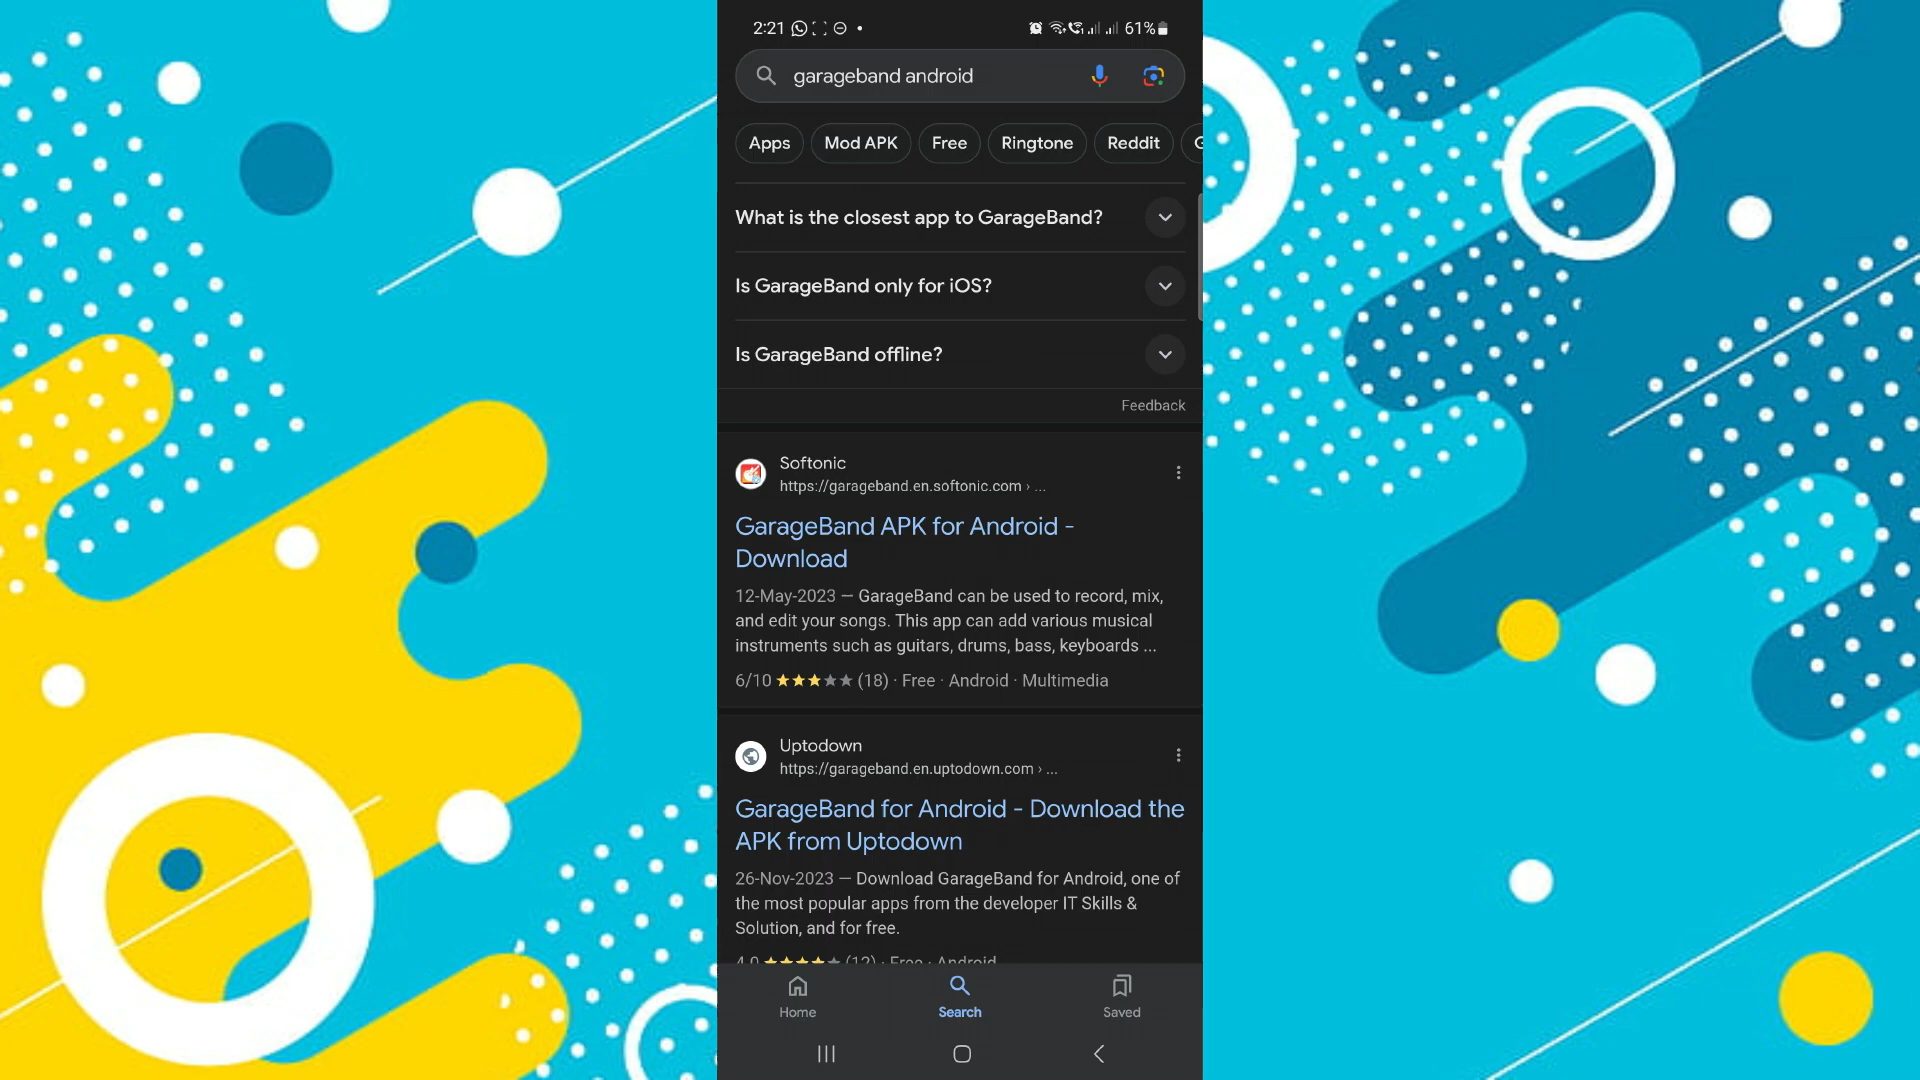 2:21 61%
garageband android
Apps Mod APK Free Ringtone Reddit
What is the closest app to GarageBand?
Is GarageBand only for iOS?
Is GarageBand offline?
Feedback
Softonic
https://garageband.en.softonic.com › ...
GarageBand APK for Android -
Download
12-May-2023 — GarageBand can be used to record, mix,
and edit your songs. This app can add various musical
instruments such as guitars, drums, bass, keyboards ...
6/10 ★★★★★ (18) · Free · Android · Multimedia
Uptodown
https://garageband.en.uptodown.com › ...
GarageBand for Android - Download the
APK from Uptodown
26-Nov-2023 — Download GarageBand for Android, one of
the most popular apps from the developer IT Skills &
Solution, and for free.
4.0 ★★★★★ (12) · Free · Android
Home Search Saved